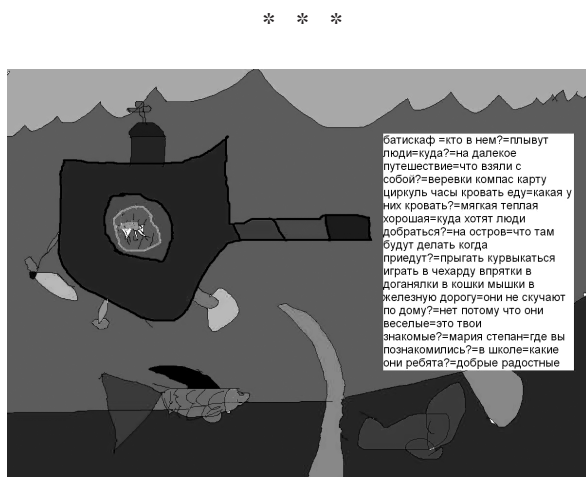 * * *
батискаф =кто в нем?=плывут
люди=куда?=на далекое
путешествие=что взяли с
собой?=веревки компас карту
циркуль часы кровать еду=какая у
них кровать?=мягкая теплая
хорошая=куда хотят люди
добраться?=на остров=что там
будут делать когда
приедут?=прыгать курвыкаться
играть в чехарду впрятки в
доганялки в кошки мышки в
железную дорогу=они не скучают
по дому?=нет потому что они
веселые=это твои
знакомые?=мария степан=где вы
познакомились?=в школе=какие
они ребята?=добрые радостные